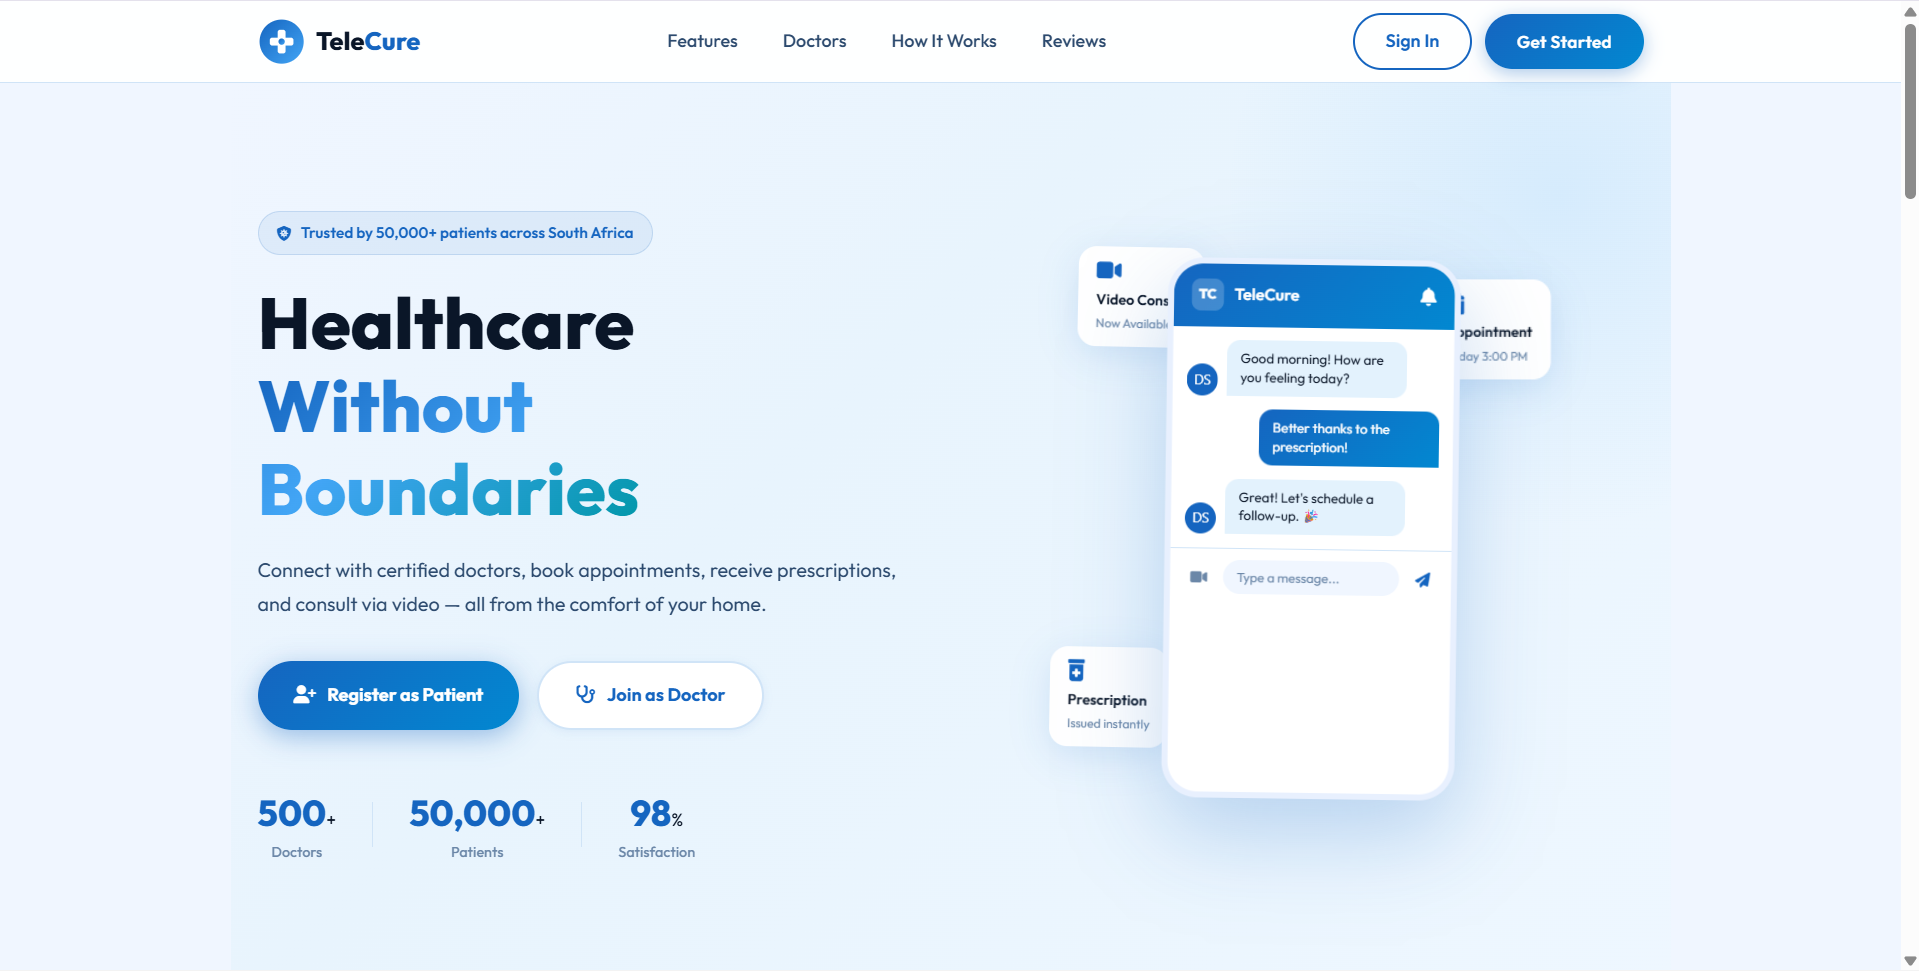 TeleCure
Features
Doctors
How It Works
Reviews
Sign In
Get Started
Trusted by 50,000+ patients across South Africa
Healthcare
Without
Boundaries
Connect with certified doctors, book appointments, receive prescriptions,
and consult via video — all from the comfort of your home.
Register as Patient
Join as Doctor
500+
Doctors
50,000+
Patients
98%
Satisfaction
Video Cons
Now Available
TC
TeleCure
ppointment
day 3:00 PM
Good morning! How are
you feeling today?
DS
Better thanks to the
prescription!
Great! Let's schedule a
follow-up. 🎉
DS
Type a message...
Prescription
Issued instantly